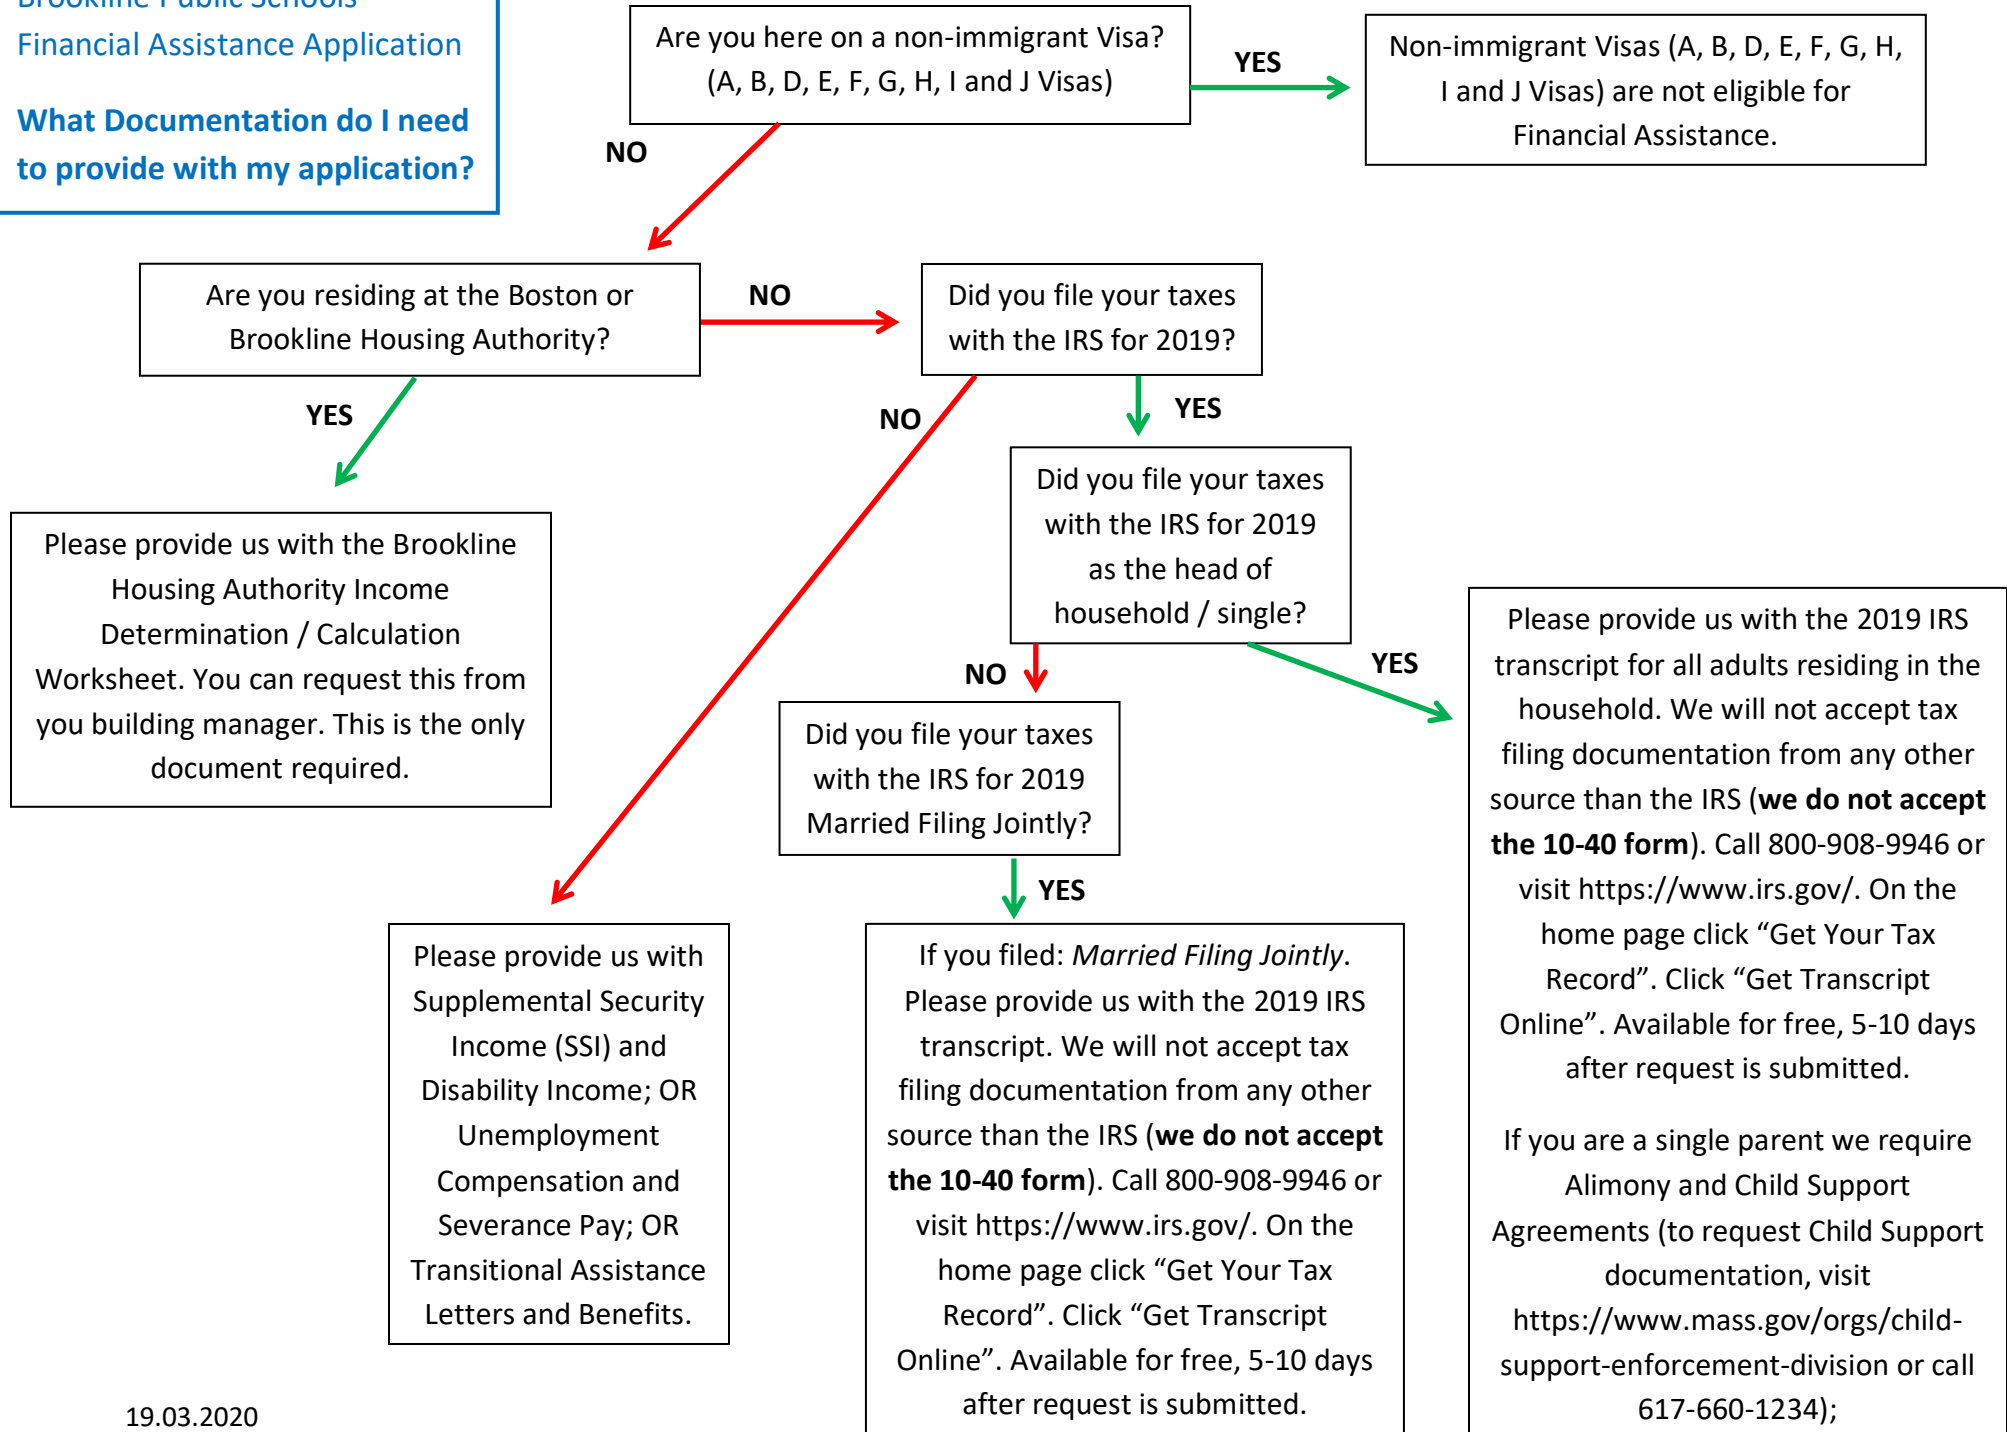 Brookline Public Schools
Financial Assistance Application
What Documentation do I need
to provide with my application?
Are you here on a non-immigrant Visa?
(A, B, D, E, F, G, H, I and J Visas)
YES
Non-immigrant Visas (A, B, D, E, F, G, H,
I and J Visas) are not eligible for
Financial Assistance.
NO
Are you residing at the Boston or
Brookline Housing Authority?
NO
Did you file your taxes
with the IRS for 2019?
YES
NO
YES
Please provide us with the Brookline
Housing Authority Income
Determination / Calculation
Worksheet. You can request this from
you building manager. This is the only
document required.
Did you file your taxes
with the IRS for 2019
as the head of
household / single?
NO
YES
Did you file your taxes
with the IRS for 2019
Married Filing Jointly?
YES
Please provide us with
Supplemental Security
Income (SSI) and
Disability Income; OR
Unemployment
Compensation and
Severance Pay; OR
Transitional Assistance
Letters and Benefits.
If you filed: Married Filing Jointly.
Please provide us with the 2019 IRS
transcript. We will not accept tax
filing documentation from any other
source than the IRS (we do not accept
the 10-40 form). Call 800-908-9946 or
visit https://www.irs.gov/. On the
home page click “Get Your Tax
Record”. Click “Get Transcript
Online”. Available for free, 5-10 days
after request is submitted.
Please provide us with the 2019 IRS
transcript for all adults residing in the
household. We will not accept tax
filing documentation from any other
source than the IRS (we do not accept
the 10-40 form). Call 800-908-9946 or
visit https://www.irs.gov/. On the
home page click “Get Your Tax
Record”. Click “Get Transcript
Online”. Available for free, 5-10 days
after request is submitted.
If you are a single parent we require
Alimony and Child Support
Agreements (to request Child Support
documentation, visit
https://www.mass.gov/orgs/child-
support-enforcement-division or call
617-660-1234);
19.03.2020